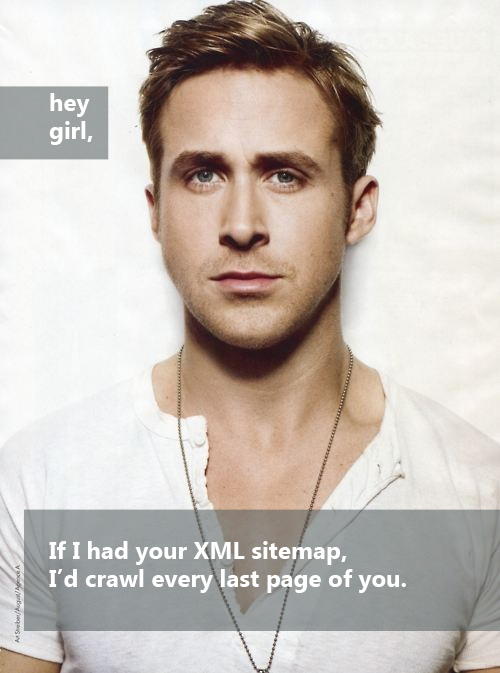 hey
girl,
If I had your XML sitemap,
I'd crawl every last page of you.